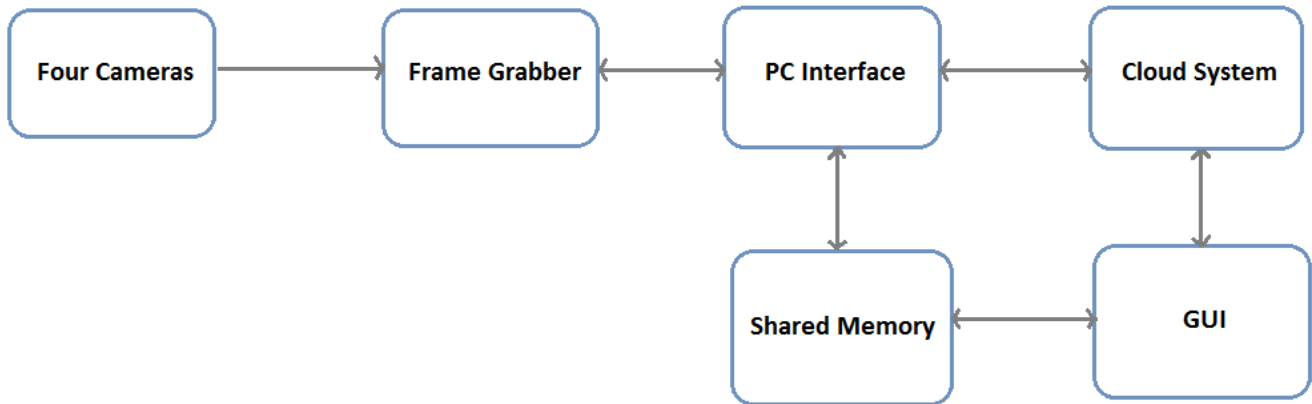 Four Cameras
Frame Grabber
PC Interface
Cloud System
Shared Memory
GUI